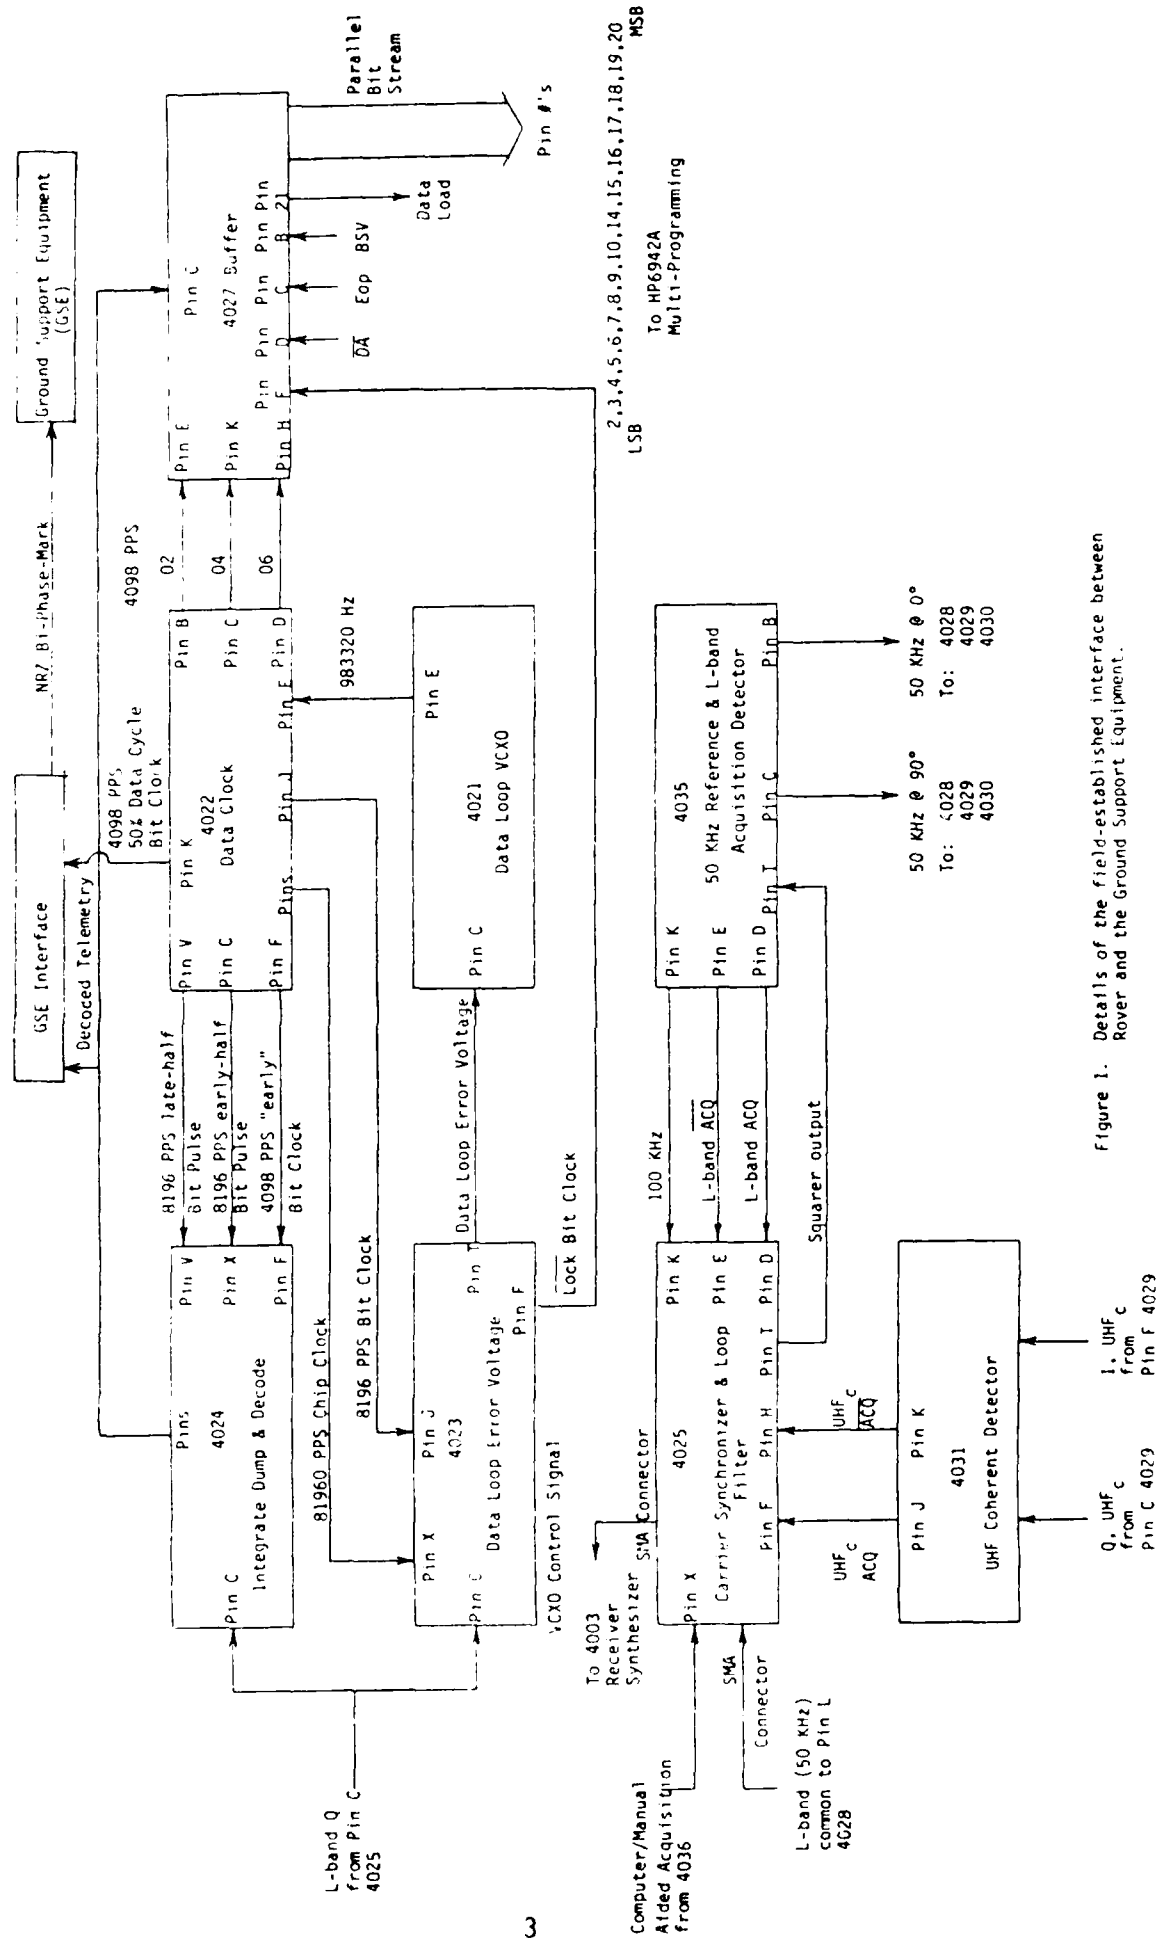 GSE Interface
NRZ Bi-Phase-Mark
Ground Support Equipment
(GSE)
Decoded Telemetry
4098 PPS
50% Data Cycle
Bit Clock
4098 PPS
Pins
4024
Integrate Dump & Decode
Pin C
Pin V
Pin X
Pin F
8196 PPS late-half
Bit Pulse
8196 PPS early-half
Bit Pulse
4098 PPS "early"
Bit Clock
Pin V
Pin C
Pin F
Pin K
4022
Data Clock
Pins
Pin J
Pin E
Pin B
Pin C
Pin D
02
04
06
Pin E
Pin K
Pin H
4027 Buffer
Pin
F
Pin
D
Pin
C
Pin
B
Pin
21
DA
Eop
BSV
Data
Load
Parallel
Bit
Stream
Pin #'s
2,3,4,5,6,7,8,9,10,14,15,16,17,18,19,20
LSB
MSB
To HP6942A
Multi-Programming
L-band Q
from Pin C
4025
81960 PPS Chip Clock
8196 PPS Bit Clock
Pin X
Pin J
4023
Data Loop Error Voltage
Pin F
Data Loop Error Voltage
Lock Bit Clock
VCXO Control Signal
Pin C
4021
Data Loop VCXO
Pin E
983320 Hz
To 4003
Receiver
Synthesizer
SMA Connector
Computer/Manual
Aided Acquisition
from 4036
SMA
Connector
L-band (50 KHz)
common to Pin L
4028
Pin X
4025
Carrier Synchronizer & Loop
Filter
Pin F
Pin H
Pin I
Pin K
Pin E
Pin D
100 KHz
L-band ACQ
L-band ACQ
Squarer output
Pin K
Pin E
Pin D
4035
50 KHz Reference & L-band
Acquisition Detector
Pin I
Pin C
Pin B
50 KHz @ 90°
To: 4028
4029
4030
50 KHz @ 0°
To: 4028
4029
4030
UHFc
ACQ
UHFc
ACQ
Pin J
Pin K
4031
UHF Coherent Detector
Q, UHFc
from
Pin C 4029
I, UHFc
from
Pin F 4029
Figure 1. Details of the field-established interface between
Rover and the Ground Support Equipment.
3